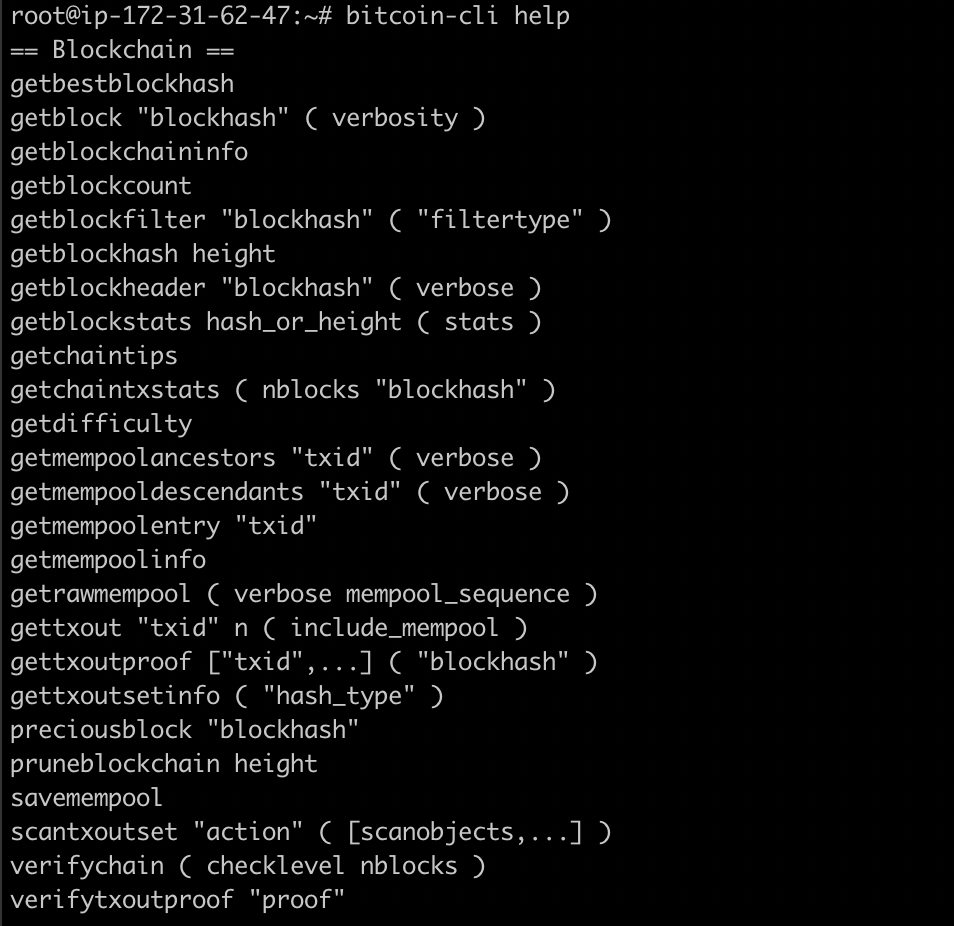 root@ip-172-31-62-47:~# bitcoin-cli help
== Blockchain ==
getbestblockhash
getblock "blockhash" ( verbosity )
getblockchaininfo
getblockcount
getblockfilter "blockhash" ( "filtertype" )
getblockhash height
getblockheader "blockhash" ( verbose )
getblockstats hash_or_height ( stats )
getchaintips
getchaintxstats ( nblocks "blockhash" )
getdifficulty
getmempoolancestors "txid" ( verbose )
getmempooldescendants "txid" ( verbose )
getmempoolentry "txid"
getmempoolinfo
getrawmempool ( verbose mempool_sequence )
gettxout "txid" n ( include_mempool )
gettxoutproof ["txid",...] ( "blockhash" )
gettxoutsetinfo ( "hash_type" )
preciousblock "blockhash"
pruneblockchain height
savemempool
scantxoutset "action" ( [scanobjects,...] )
verifychain ( checklevel nblocks )
verifytxoutproof "proof"